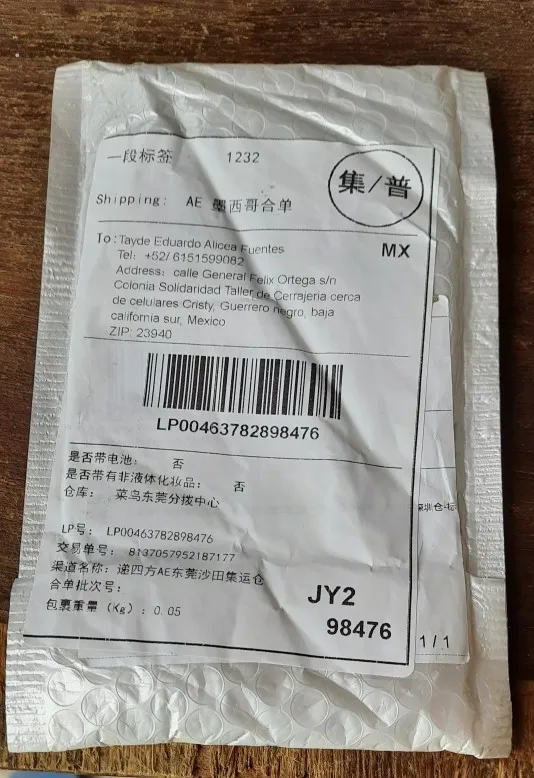 一段标签 1232
集/普
Shipping: AE 墨西哥合单
To: Tayde Eduardo Alicea Fuentes
MX
Tel: +52/ 6151599082
Address: calle General Felix Ortega s/n
Colonia Solidaridad Taller de Cerrajeria cerca
de celulares Cristy, Guerrero negro, baja
california sur, Mexico
ZIP: 23940
LP00463782898476
是否带电池: 否
是否带有非液体化妆品: 否
仓库: 菜鸟东莞分拨中心
LP号: LP00463782898476
交易单号: 8137057952187177
渠道名称: 递四方AE东莞沙田集运仓
合单批次号:
包裹重量 (Kg) : 0.05
JY2
98476
深圳仓-标
1 / 1